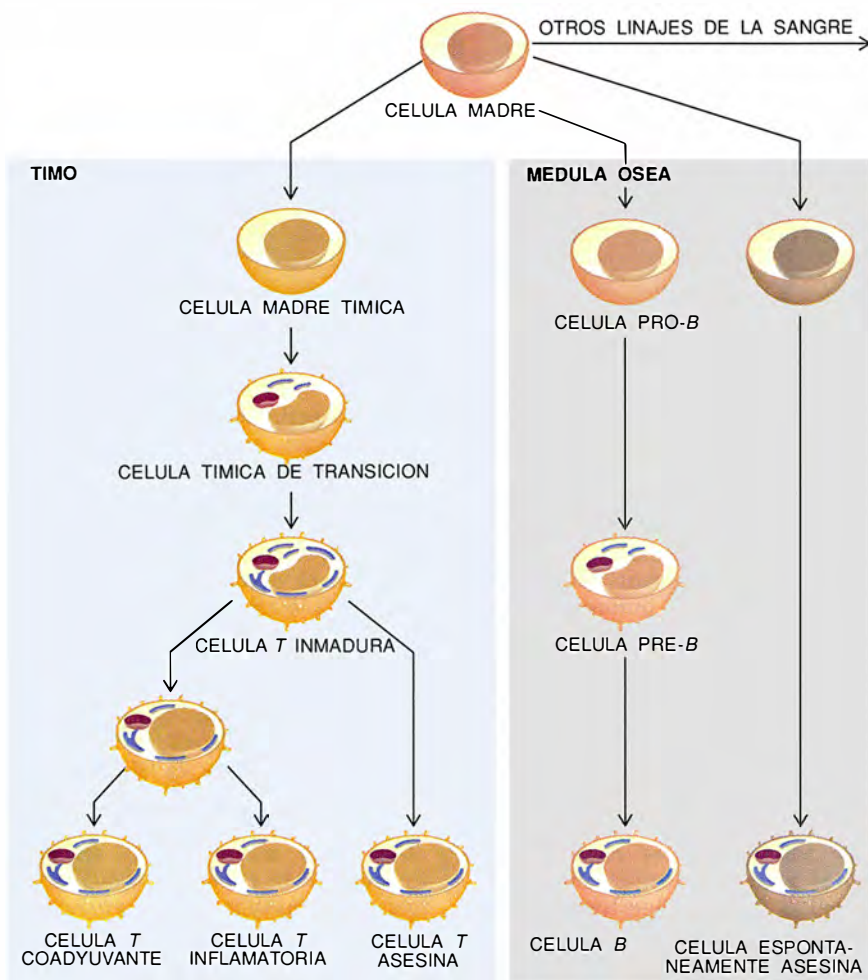 OTROS LINAJES DE LA SANGRE
CELULA MADRE
TIMO
MEDULA OSEA
CELULA MADRE TIMICA
CELULA PRO-B
CELULA TIMICA DE TRANSICION
CELULA T INMADURA
CELULA PRE-B
CELULA T
COADYUVANTE
CELULA T
INFLAMATORIA
CELULA T
ASESINA
CELULA B
CELULA ESPONTA-
NEAMENTE ASESINA